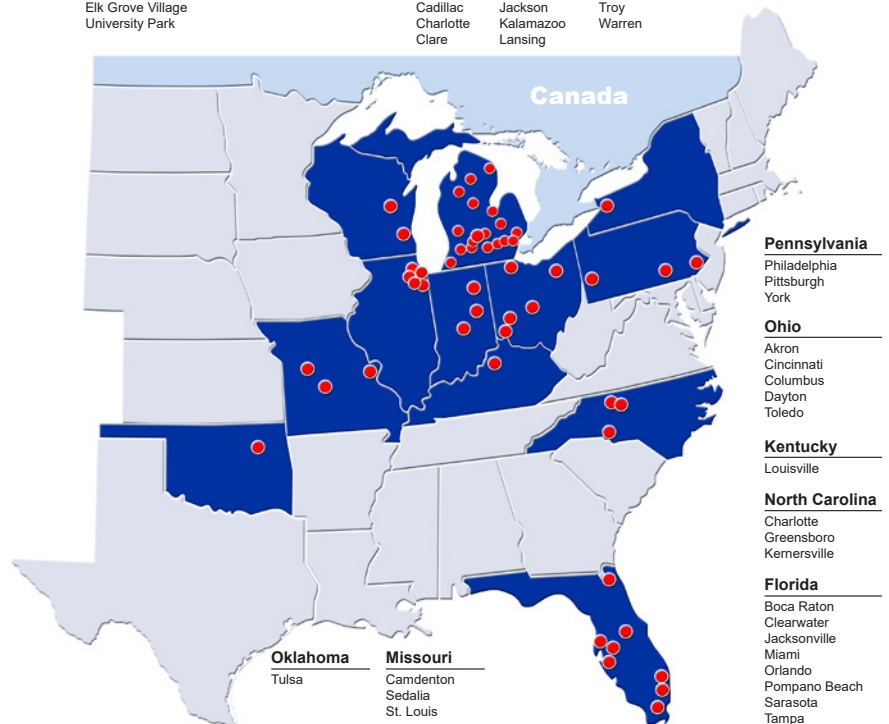 Elk Grove Village
University Park
Cadillac
Charlotte
Clare
Jackson
Kalamazoo
Lansing
Troy
Warren
Canada
Pennsylvania
Philadelphia
Pittsburgh
York
Ohio
Akron
Cincinnati
Columbus
Dayton
Toledo
Kentucky
Louisville
North Carolina
Charlotte
Greensboro
Kernersville
Florida
Boca Raton
Clearwater
Jacksonville
Miami
Orlando
Pompano Beach
Sarasota
Tampa
Oklahoma
Tulsa
Missouri
Camdenton
Sedalia
St. Louis